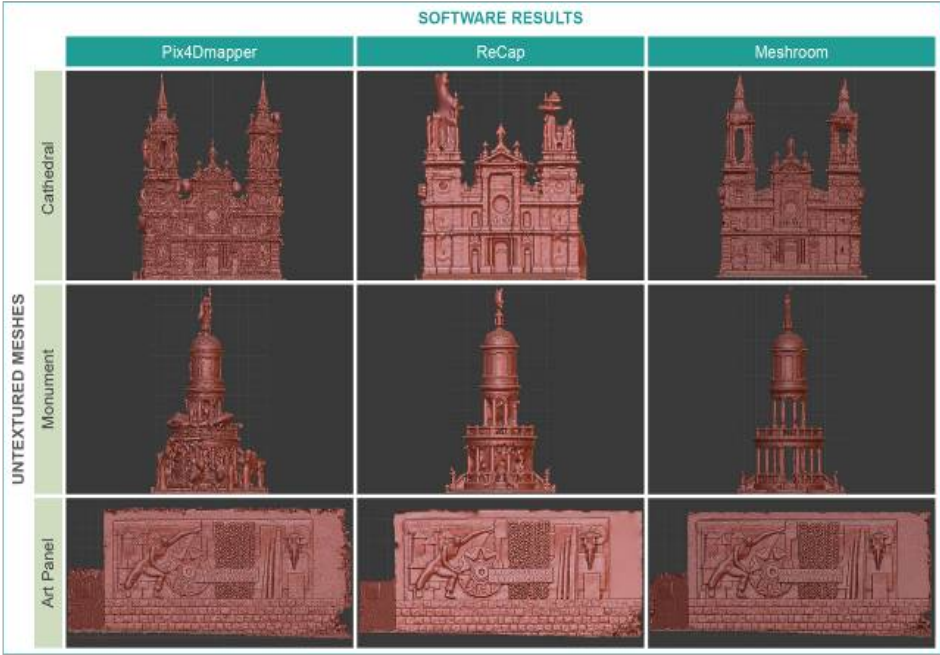 SOFTWARE RESULTS
Pix4Dmapper
ReCap
Meshroom
UNTEXTURED MESHES
Cathedral
Monument
Art Panel